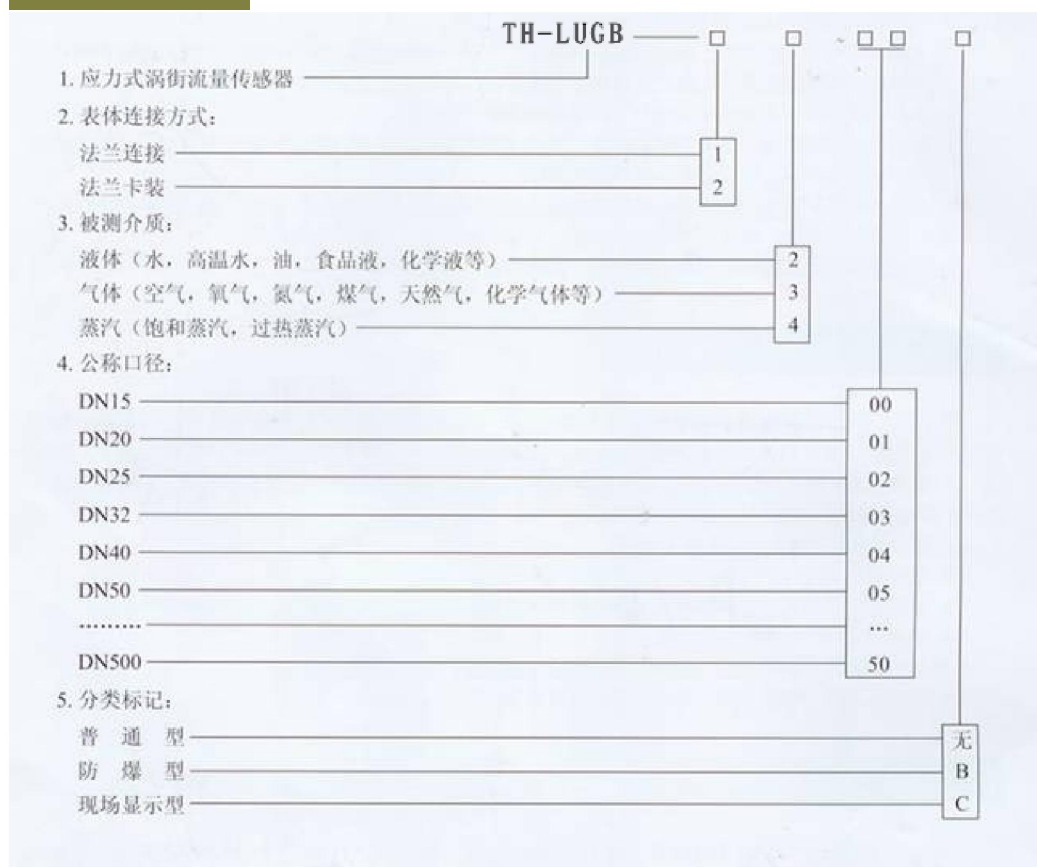 TH-LUGB — □ □ □ □ □
1. 应力式涡街流量传感器
2. 表体连接方式：
法兰连接 1
法兰卡装 2
3. 被测介质：
液体（水，高温水，油，食品液，化学液等） 2
气体（空气，氧气，氮气，煤气，天然气，化学气体等） 3
蒸汽（饱和蒸汽，过热蒸汽） 4
4. 公称口径：
DN15 00
DN20 01
DN25 02
DN32 03
DN40 04
DN50 05
……… …
DN500 50
5. 分类标记：
普 通 型 无
防 爆 型 B
现场显示型 C